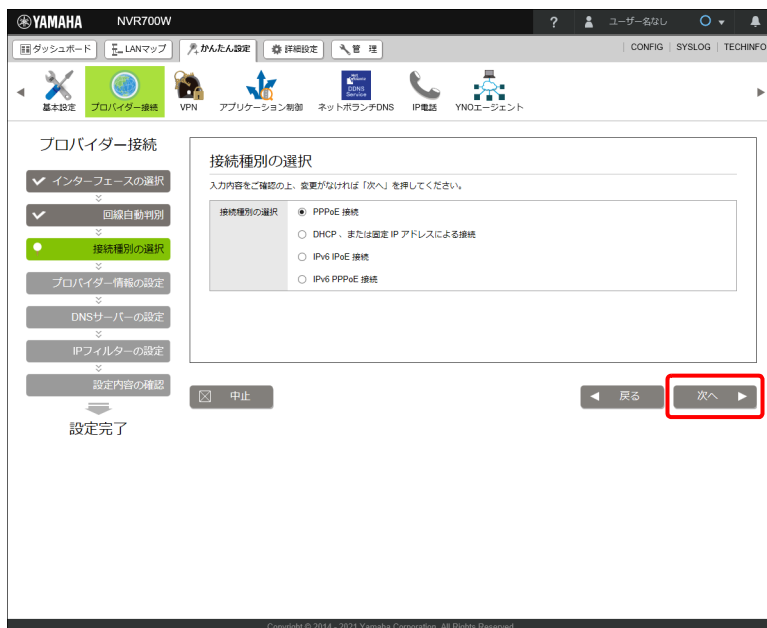 YAMAHA NVR700W ? ユーザー名なし
ダッシュボード LANマップ かんたん設定 詳細設定 管 理 CONFIG SYSLOG TECHINFO
基本設定 プロバイダー接続 VPN アプリケーション制御 ネットボランチDNS IP電話 YNOエージェント
DDNS
Service
プロバイダー接続
インターフェースの選択
回線自動判別
接続種別の選択
プロバイダー情報の設定
DNSサーバーの設定
IPフィルターの設定
設定内容の確認
設定完了
接続種別の選択
入力内容をご確認の上、変更がなければ「次へ」を押してください。
接続種別の選択 PPPoE 接続
DHCP 、または固定 IP アドレスによる接続
IPv6 IPoE 接続
IPv6 PPPoE 接続
中止 戻る 次へ
Copyright © 2014 - 2021 Yamaha Corporation. All Rights Reserved.